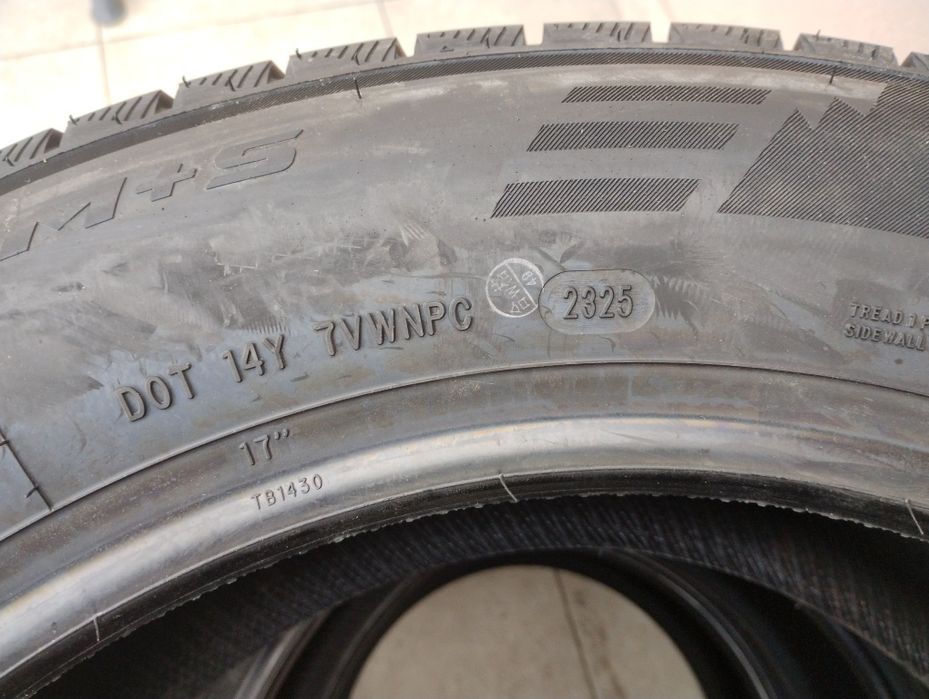 M+S
DOT 14Y 7VWNPC 2325
TREAD 1
SIDEWALL
17"
TB1430